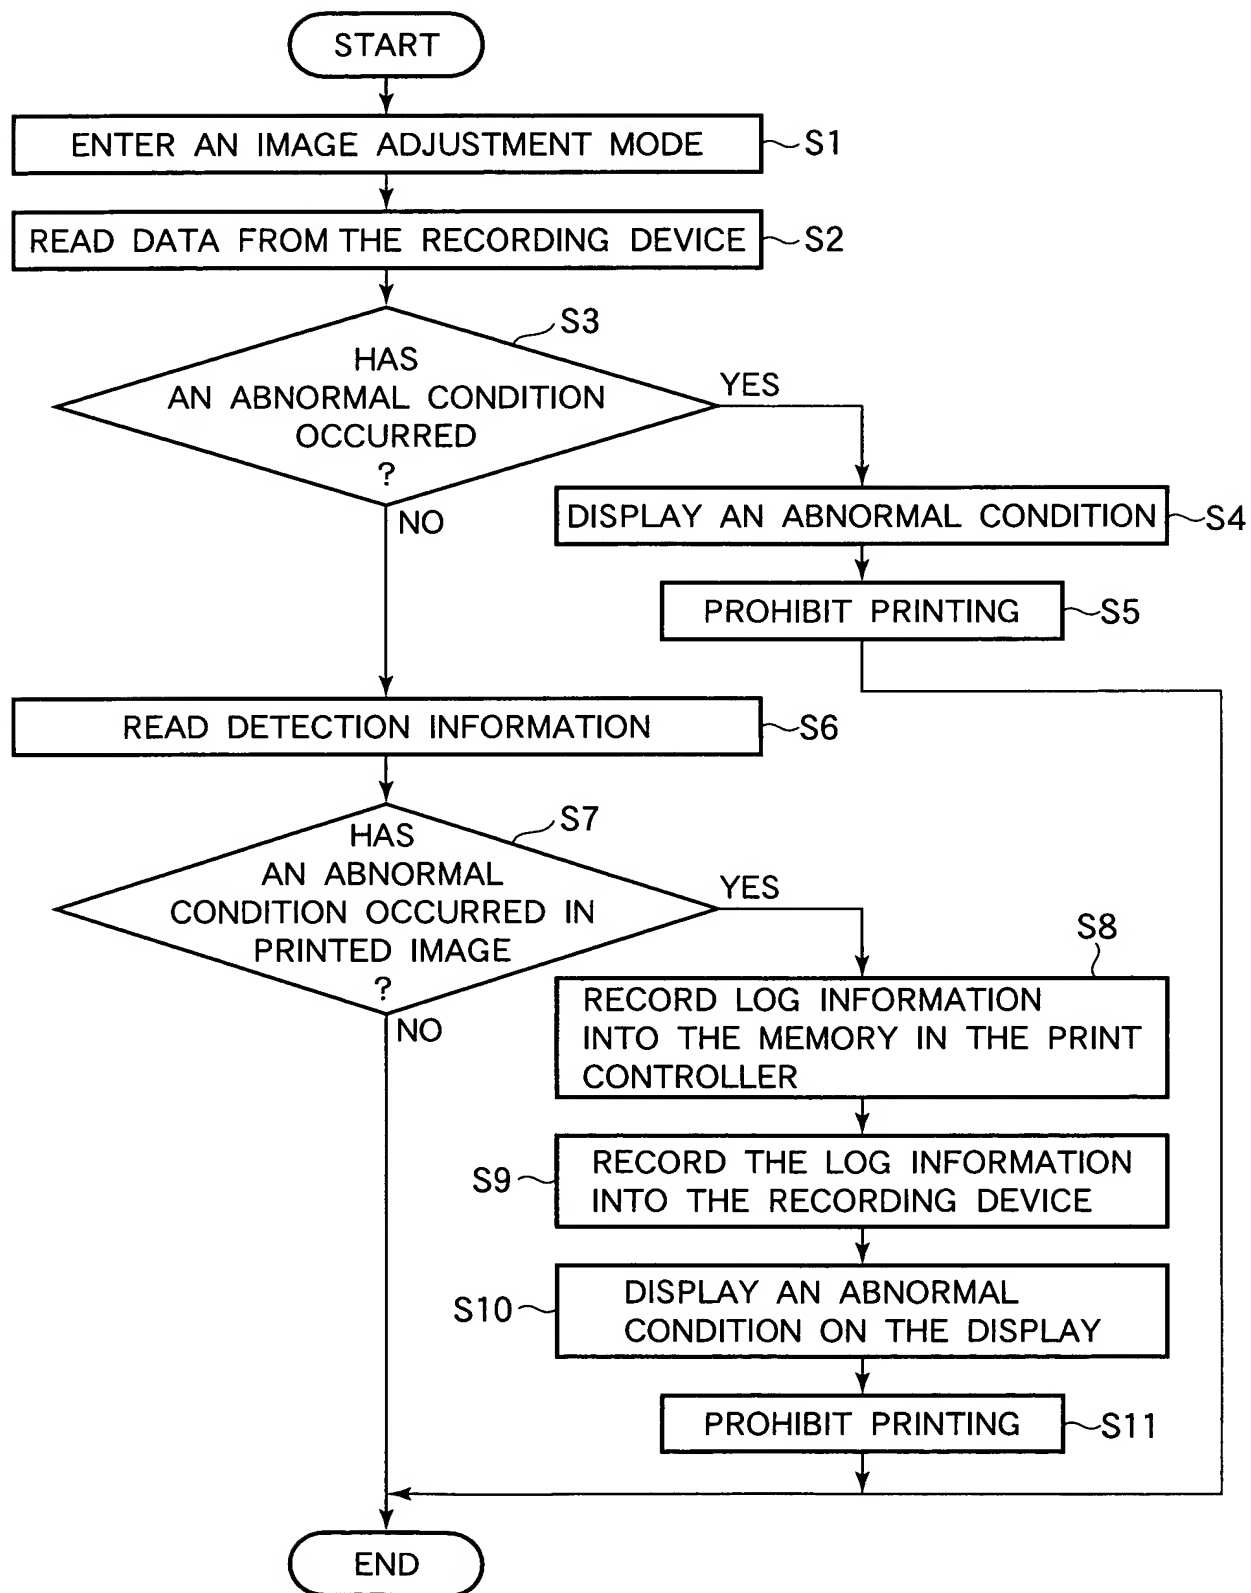 START
ENTER AN IMAGE ADJUSTMENT MODE
S1
READ DATA FROM THE RECORDING DEVICE
S2
S3
HAS
AN ABNORMAL CONDITION
OCCURRED
?
YES
NO
DISPLAY AN ABNORMAL CONDITION
S4
PROHIBIT PRINTING
S5
READ DETECTION INFORMATION
S6
S7
HAS
AN ABNORMAL
CONDITION OCCURRED IN
PRINTED IMAGE
?
YES
NO
S8
RECORD LOG INFORMATION
INTO THE MEMORY IN THE PRINT
CONTROLLER
S9
RECORD THE LOG INFORMATION
INTO THE RECORDING DEVICE
S10
DISPLAY AN ABNORMAL
CONDITION ON THE DISPLAY
PROHIBIT PRINTING
S11
END